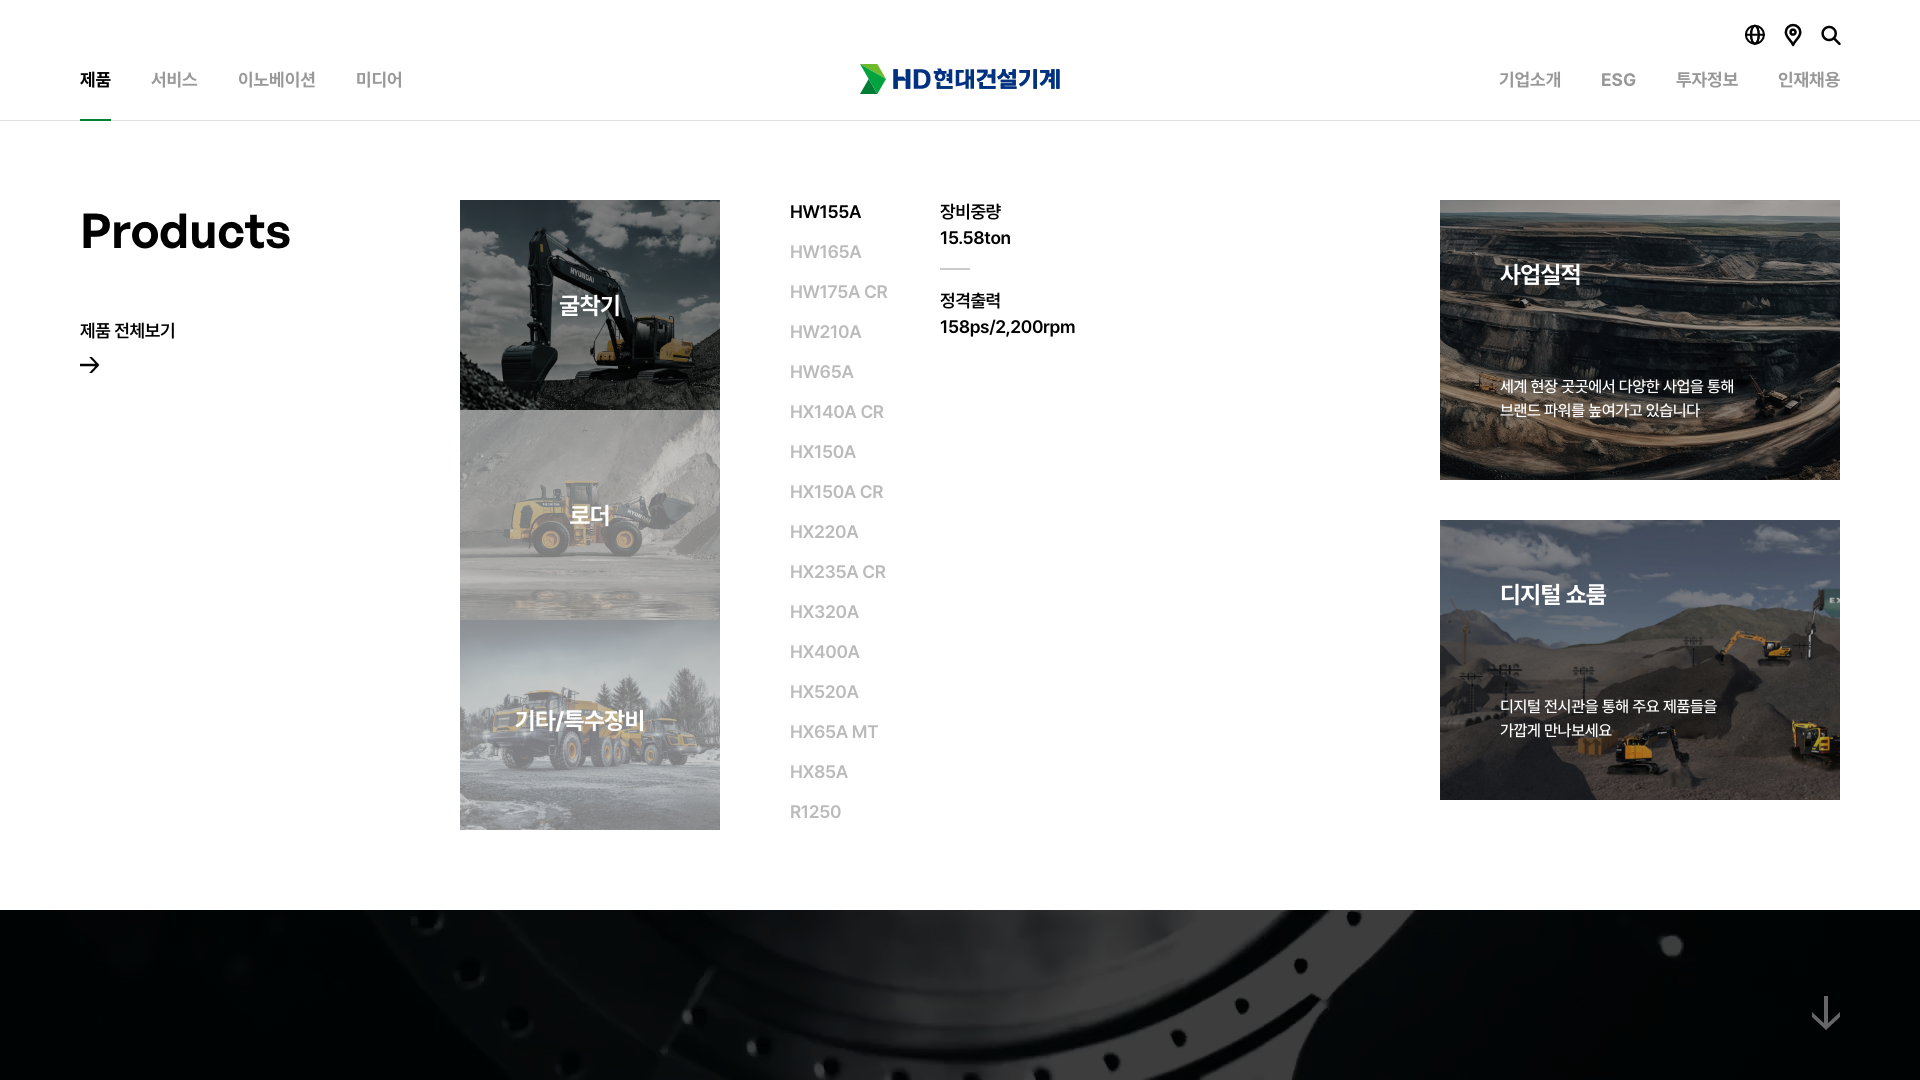 제품
서비스
이노베이션
미디어
HD현대건설기계
기업소개
ESG
투자정보
인재채용
Products
제품 전체보기
HYUNDAI
굴착기
로더
기타/특수장비
HW155A
HW165A
HW175A CR
HW210A
HW65A
HX140A CR
HX150A
HX150A CR
HX220A
HX235A CR
HX320A
HX400A
HX520A
HX65A MT
HX85A
R1250
장비중량
15.58ton
정격출력
158ps/2,200rpm
사업실적
세계 현장 곳곳에서 다양한 사업을 통해
브랜드 파워를 높여가고 있습니다
디지털 쇼룸
디지털 전시관을 통해 주요 제품들을
가깝게 만나보세요